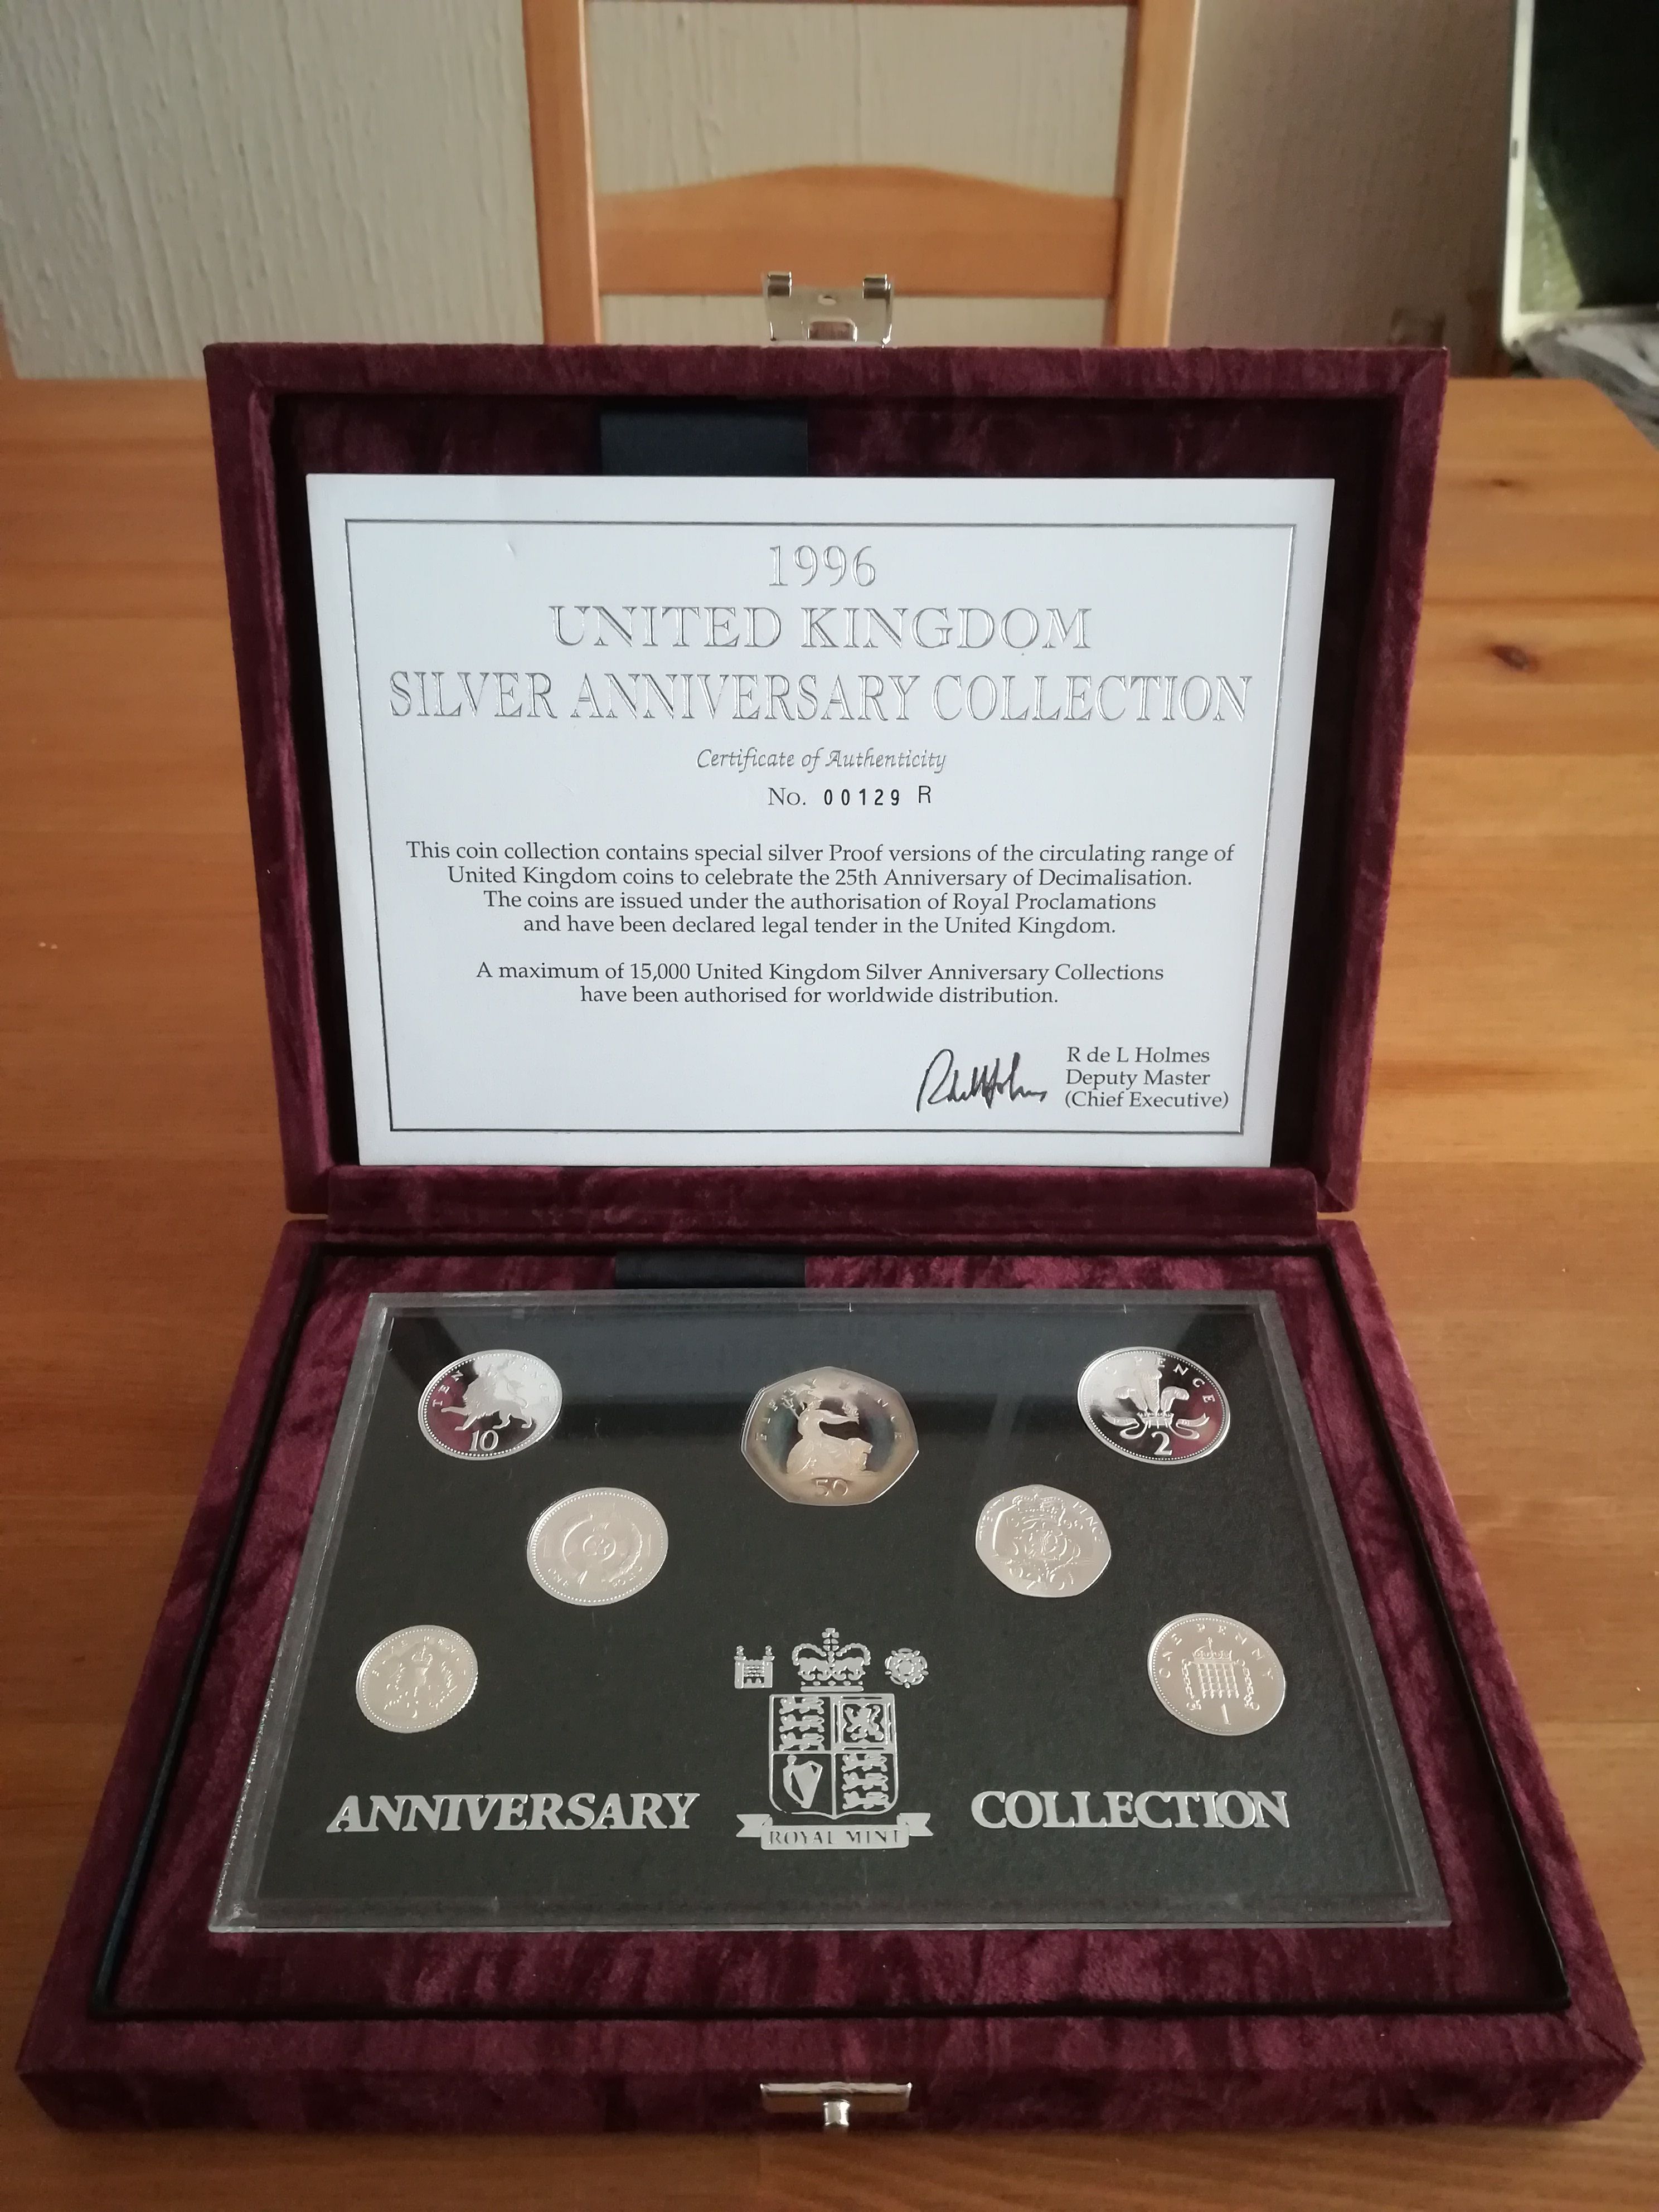 1996
UNITED KINGDOM
SILVER ANNIVERSARY COLLECTION
Certificate of Authenticity
No. 00129 R
This coin collection contains special silver Proof versions of the circulating range of
United Kingdom coins to celebrate the 25th Anniversary of Decimalisation.
The coins are issued under the authorisation of Royal Proclamations
and have been declared legal tender in the United Kingdom.
A maximum of 15,000 United Kingdom Silver Anniversary Collections
have been authorised for worldwide distribution.
R de L Holmes
Deputy Master
(Chief Executive)
TEN
10
50
PENCE
2
ONE PENNY
1
ANNIVERSARY
COLLECTION
ROYAL MINT